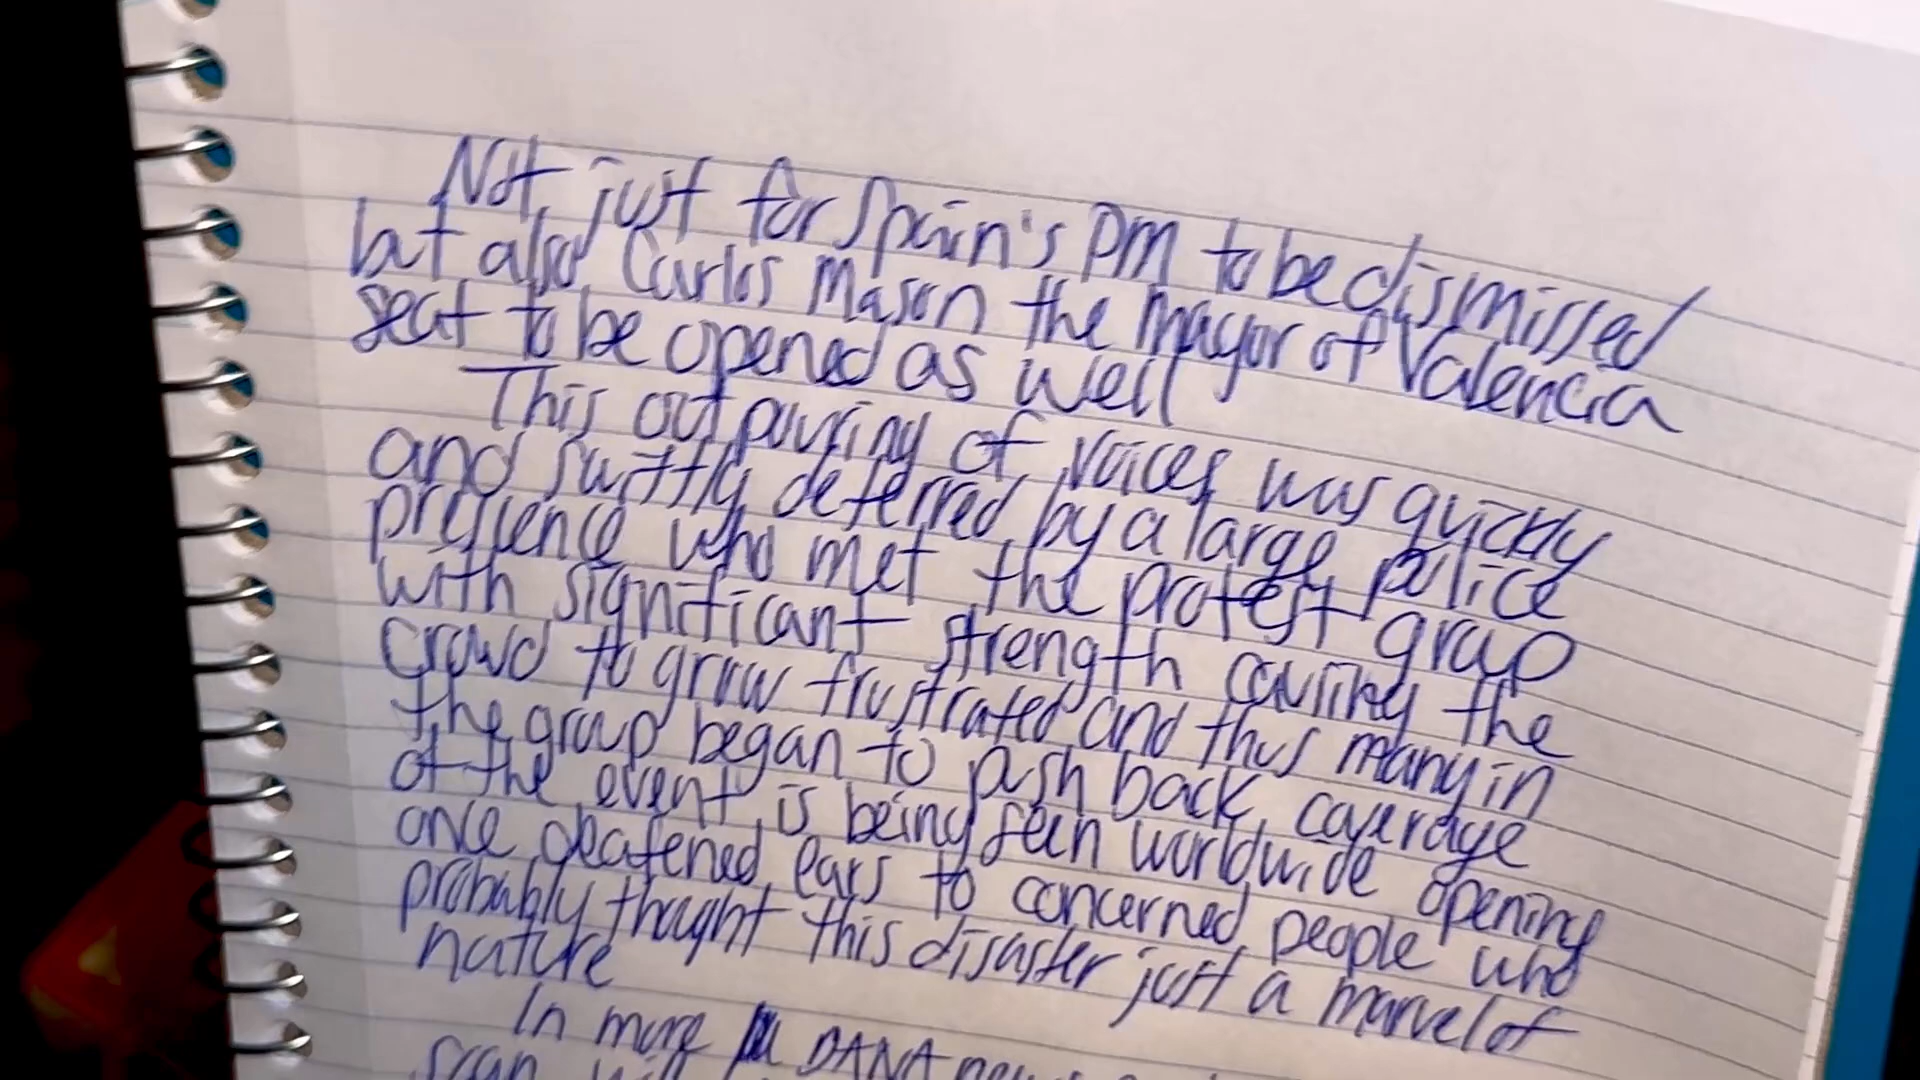 Not just for Spain's PM to be dismissed
but also Carlos Mason the mayor of Valencia
seat to be opened as well
This out pouring of voices was quickly
and swiftly deferred by a large police
presience who met the protest group
with significant strength causing the
crowd to grow frustrated and thus many in
the group began to push back, coverage
of the event is being seen worldwide opening
once deafened ears to concerned people who
probably thought this disaster just a marvel of
nature
In more DANA